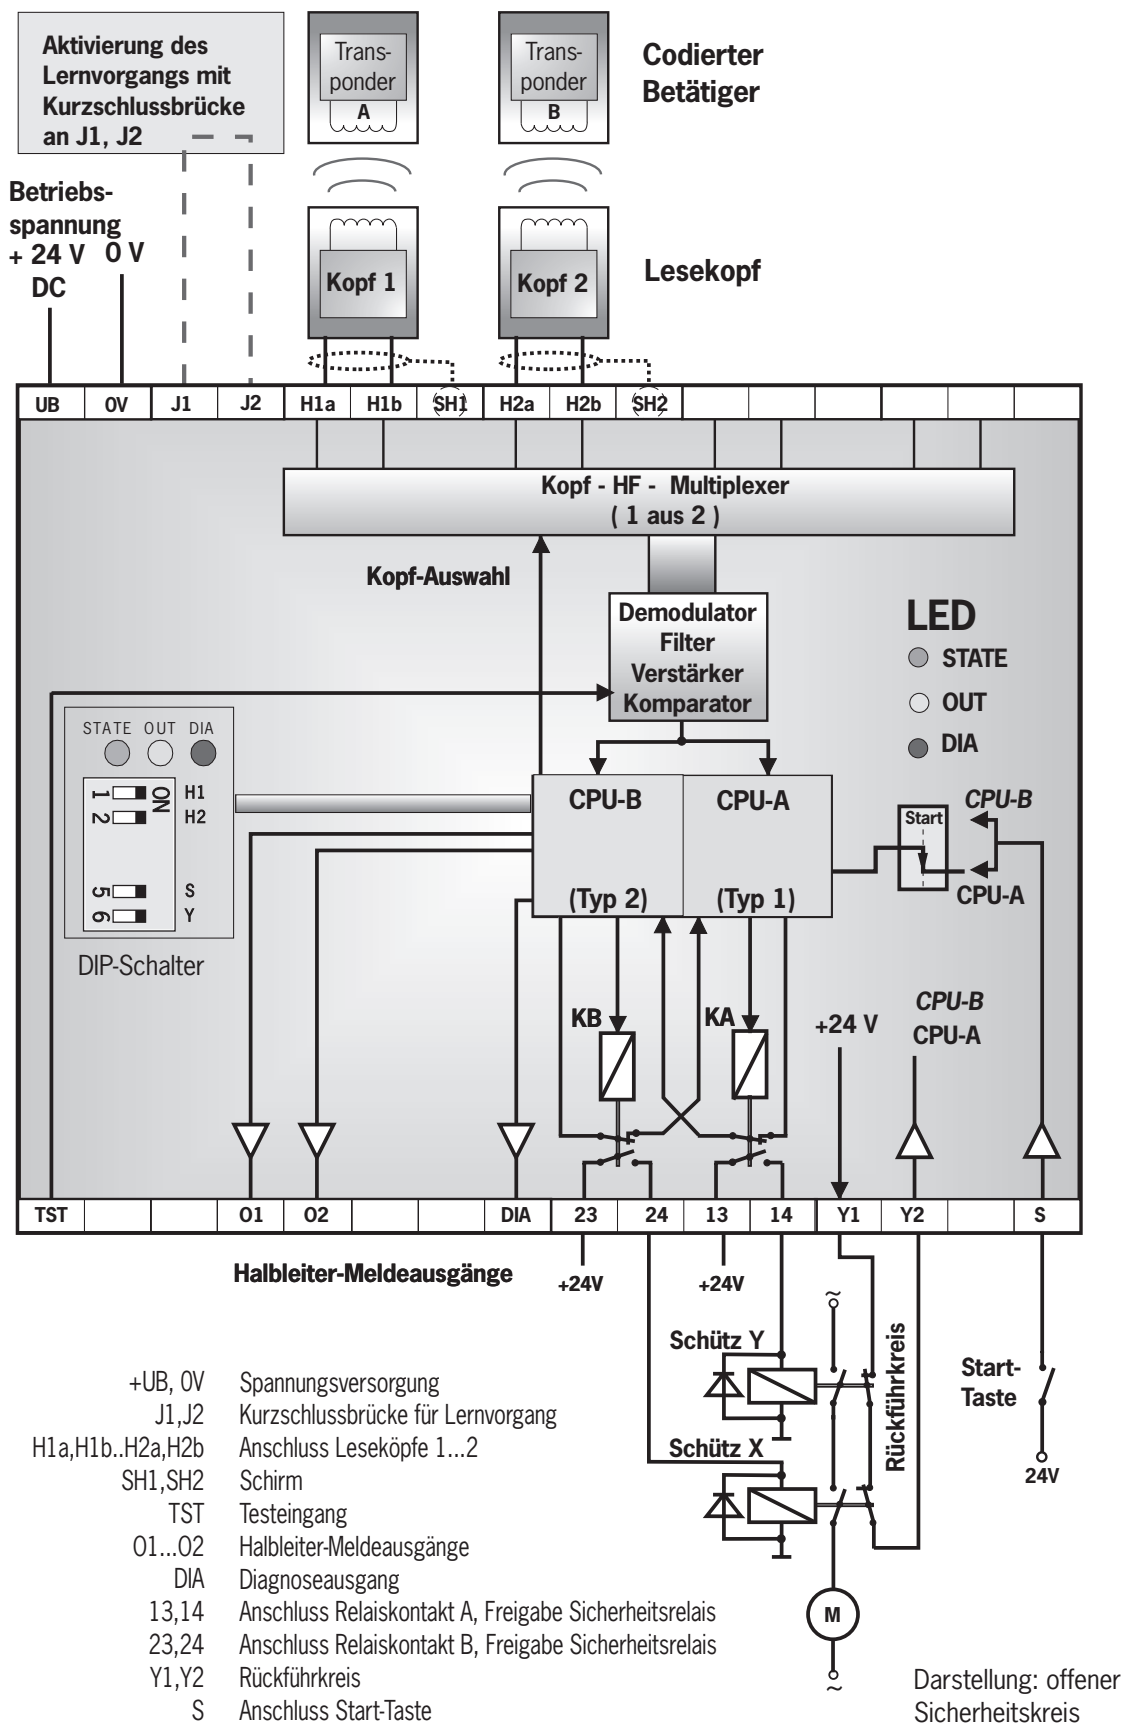 Aktivierung des
Lernvorgangs mit
Kurzschlussbrücke
an J1, J2
Trans-
ponder
A
Trans-
ponder
B
Codierter
Betätiger
Betriebs-
spannung
+ 24 V 0 V
DC
Kopf 1
Kopf 2
Lesekopf
UB 0V J1 J2 H1a H1b SH1 H2a H2b SH2
Kopf - HF - Multiplexer
( 1 aus 2 )
Kopf-Auswahl
Demodulator
Filter
Verstärker
Komparator
LED
STATE
OUT
DIA
STATE OUT DIA
1 ON H1
2 H2
5 S
6 Y
DIP-Schalter
CPU-B
(Typ 2)
CPU-A
(Typ 1)
Start
CPU-B
CPU-A
KB
KA
+24 V
CPU-B
CPU-A
TST O1 O2 DIA 23 24 13 14 Y1 Y2 S
Halbleiter-Meldeausgänge
+24V
+24V
~
Schütz Y
Schütz X
Rückführkreis
Start-
Taste
24V
M
~
+UB, 0V Spannungsversorgung
J1,J2 Kurzschlussbrücke für Lernvorgang
H1a,H1b..H2a,H2b Anschluss Leseköpfe 1...2
SH1,SH2 Schirm
TST Testeingang
O1...O2 Halbleiter-Meldeausgänge
DIA Diagnoseausgang
13,14 Anschluss Relaiskontakt A, Freigabe Sicherheitsrelais
23,24 Anschluss Relaiskontakt B, Freigabe Sicherheitsrelais
Y1,Y2 Rückführkreis
S Anschluss Start-Taste
Darstellung: offener
Sicherheitskreis